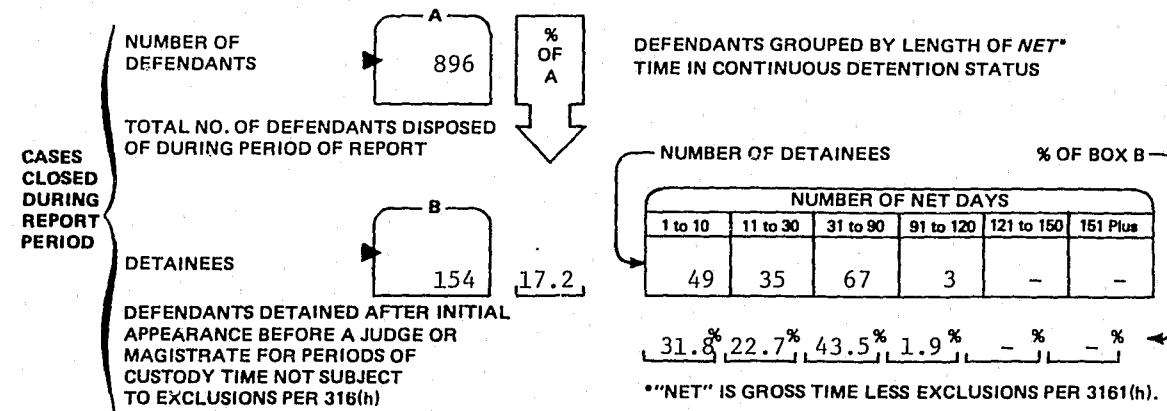 CASES
CLOSED
DURING
REPORT
PERIOD
NUMBER OF
DEFENDANTS
A
896
%
OF
A
TOTAL NO. OF DEFENDANTS DISPOSED
OF DURING PERIOD OF REPORT
DETAINEES
B
154
17.2
DEFENDANTS DETAINED AFTER INITIAL
APPEARANCE BEFORE A JUDGE OR
MAGISTRATE FOR PERIODS OF
CUSTODY TIME NOT SUBJECT
TO EXCLUSIONS PER 316(h)
DEFENDANTS GROUPED BY LENGTH OF NET*
TIME IN CONTINUOUS DETENTION STATUS
NUMBER OF DETAINEES % OF BOX B
NUMBER OF NET DAYS
1 to 10 11 to 30 31 to 90 91 to 120 121 to 150 151 Plus
49 35 67 3 – –
31.8% 22.7% 43.5% 1.9% – % – %
*"NET" IS GROSS TIME LESS EXCLUSIONS PER 3161(h).